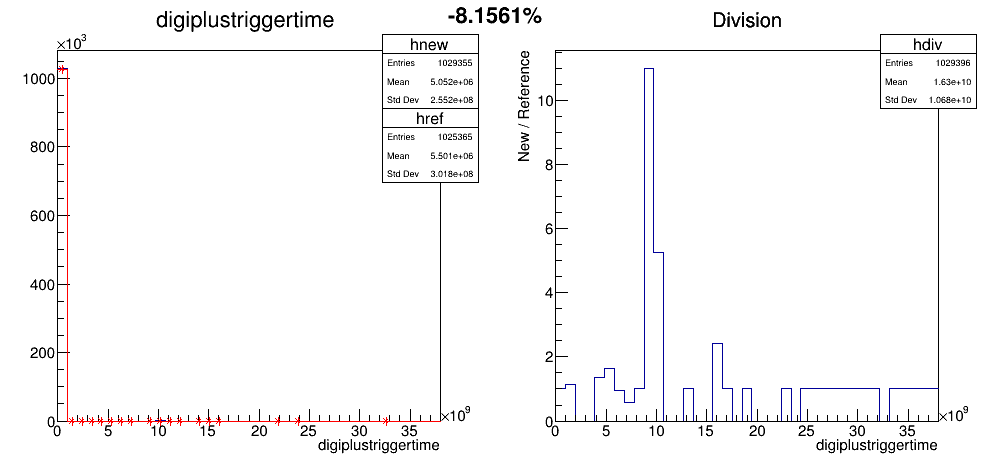 digiplustriggertime
-8.1561%
Division
×10³
hnew
Entries 1029355
Mean 5.052e+06
Std Dev 2.552e+08
href
Entries 1025365
Mean 5.501e+06
Std Dev 3.018e+08
1000
800
600
400
200
0
0 5 10 15 20 25 30 35
×10⁹
digiplustriggertime
hdiv
Entries 1029396
Mean 1.63e+10
Std Dev 1.068e+10
New / Reference
10
8
6
4
2
0
0 5 10 15 20 25 30 35
×10⁹
digiplustriggertime